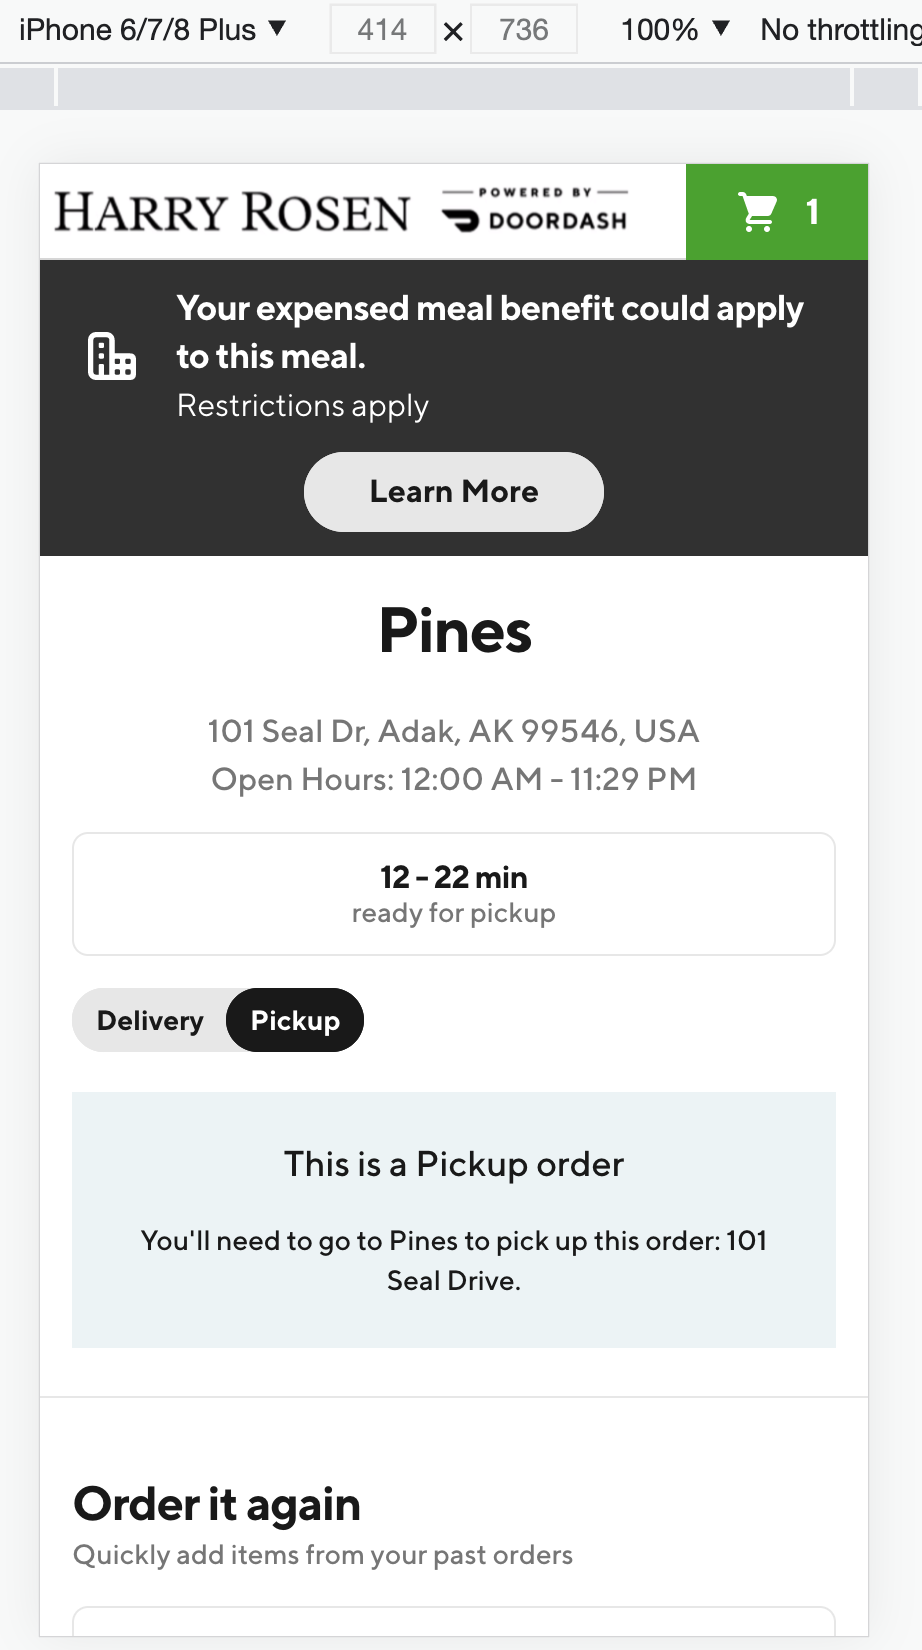 iPhone 6/7/8 Plus ▼ 414 × 736 100% ▼ No throttling
HARRY ROSEN
POWERED BY
DOORDASH
1
Your expensed meal benefit could apply
to this meal.
Restrictions apply
Learn More
Pines
101 Seal Dr, Adak, AK 99546, USA
Open Hours: 12:00 AM - 11:29 PM
12 - 22 min
ready for pickup
Delivery Pickup
This is a Pickup order
You'll need to go to Pines to pick up this order: 101
Seal Drive.
Order it again
Quickly add items from your past orders